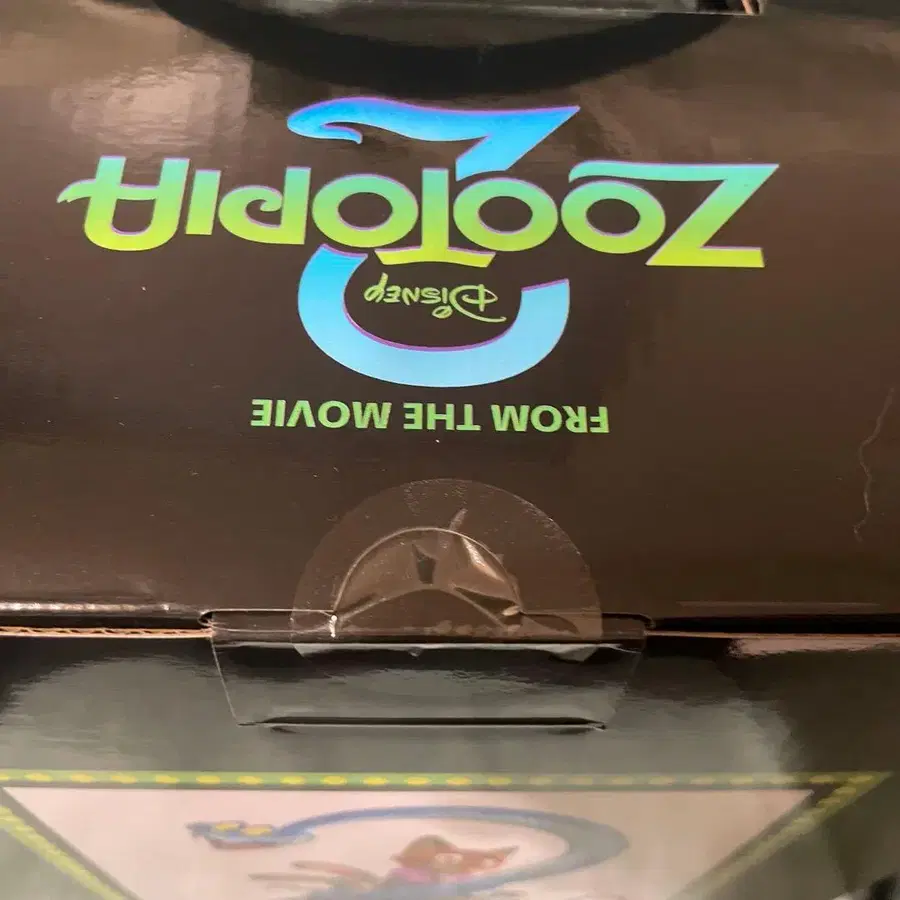 FROM THE MOVIE
DISNEY
ZOOTOPIA
2